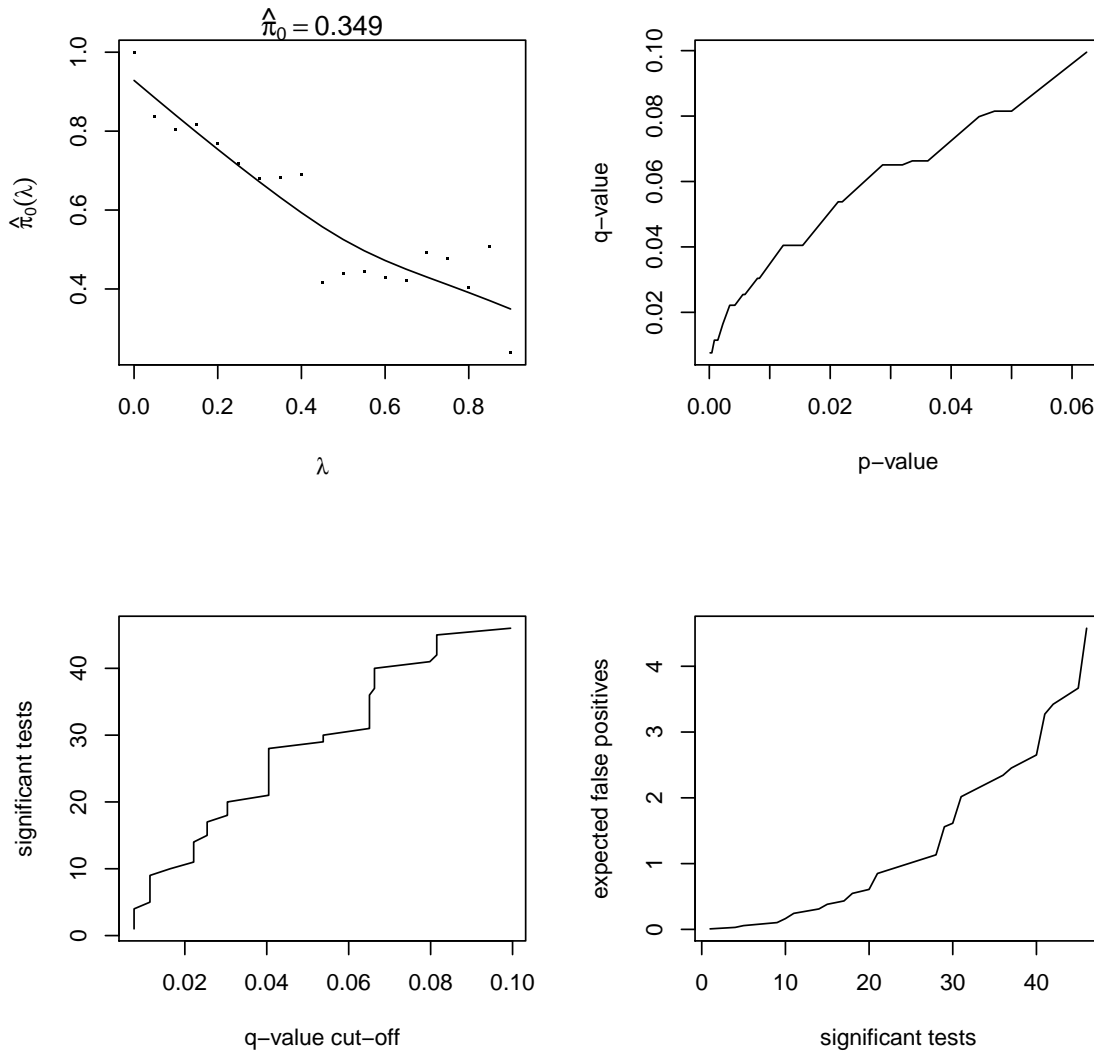 π̂₀ = 0.349
π̂₀(λ)
1.0
0.8
0.6
0.4
0.0 0.2 0.4 0.6 0.8
λ
q−value
0.10
0.08
0.06
0.04
0.02
0.00 0.02 0.04 0.06
p−value
significant tests
40
30
20
10
0
0.02 0.04 0.06 0.08 0.10
q−value cut−off
expected false positives
4
3
2
1
0
0 10 20 30 40
significant tests